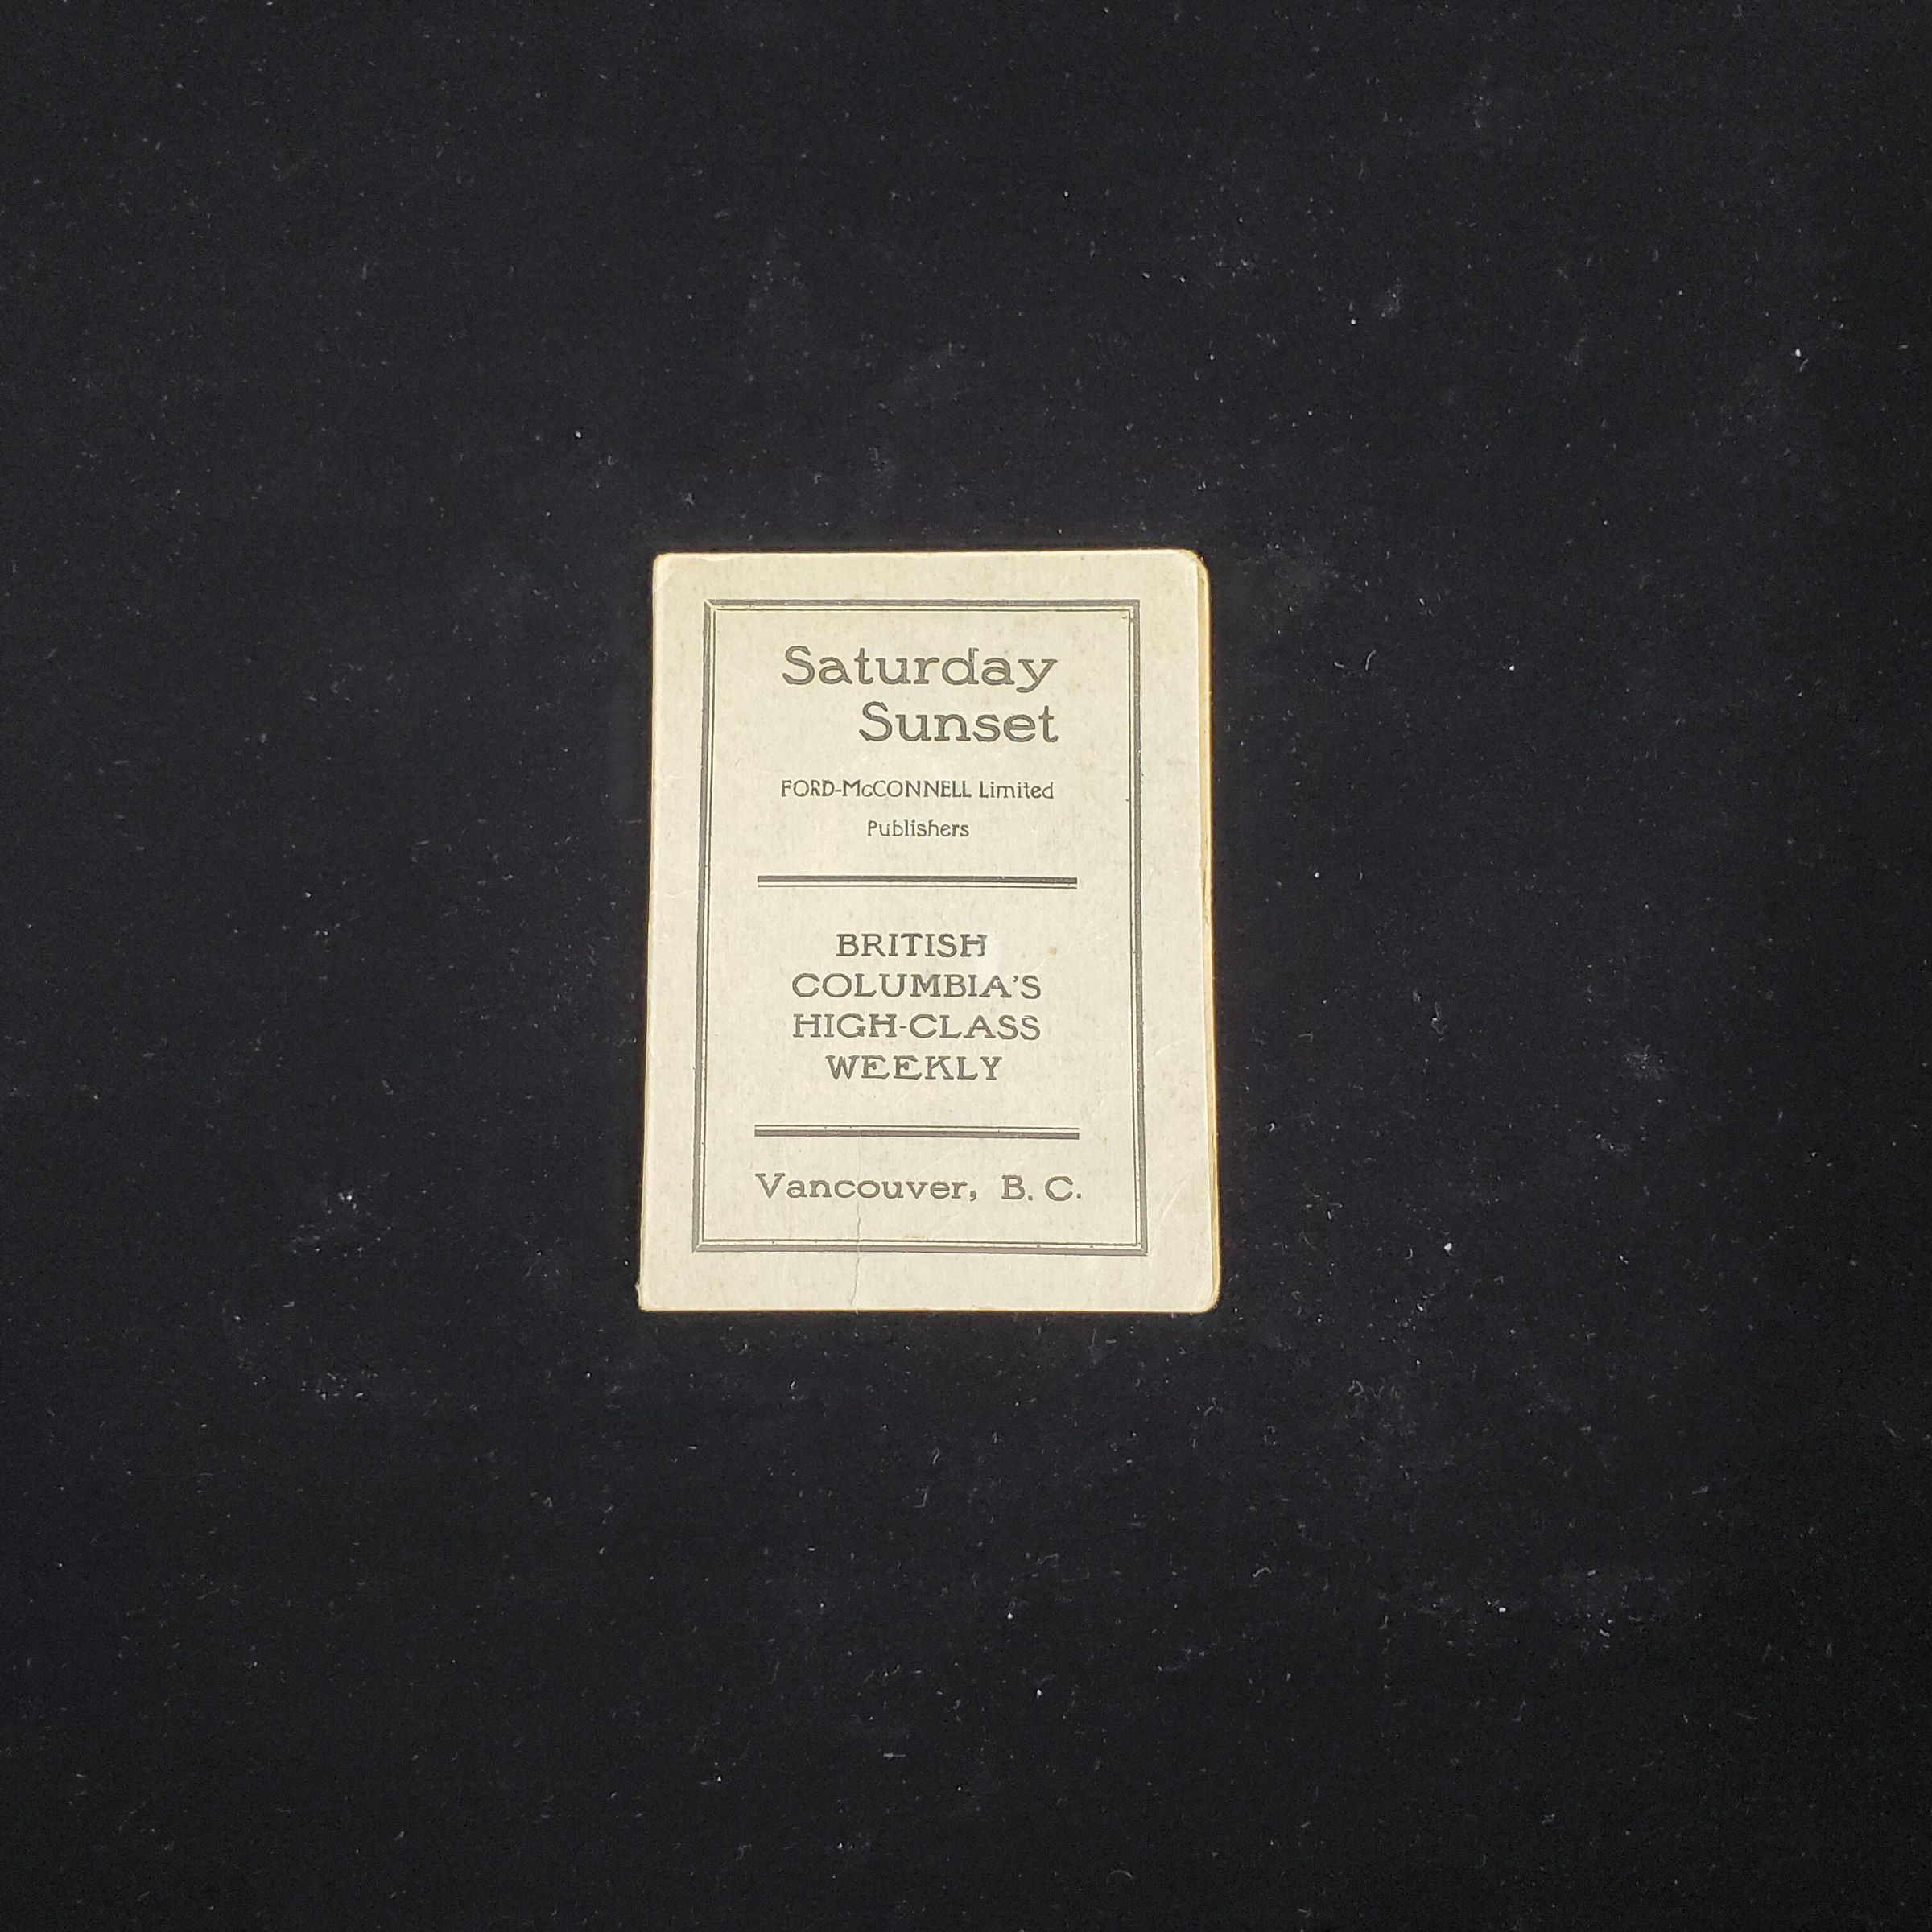 Saturday
Sunset
FORD-McCONNELL Limited
Publishers
BRITISH
COLUMBIA'S
HIGH-CLASS
WEEKLY
Vancouver, B. C.